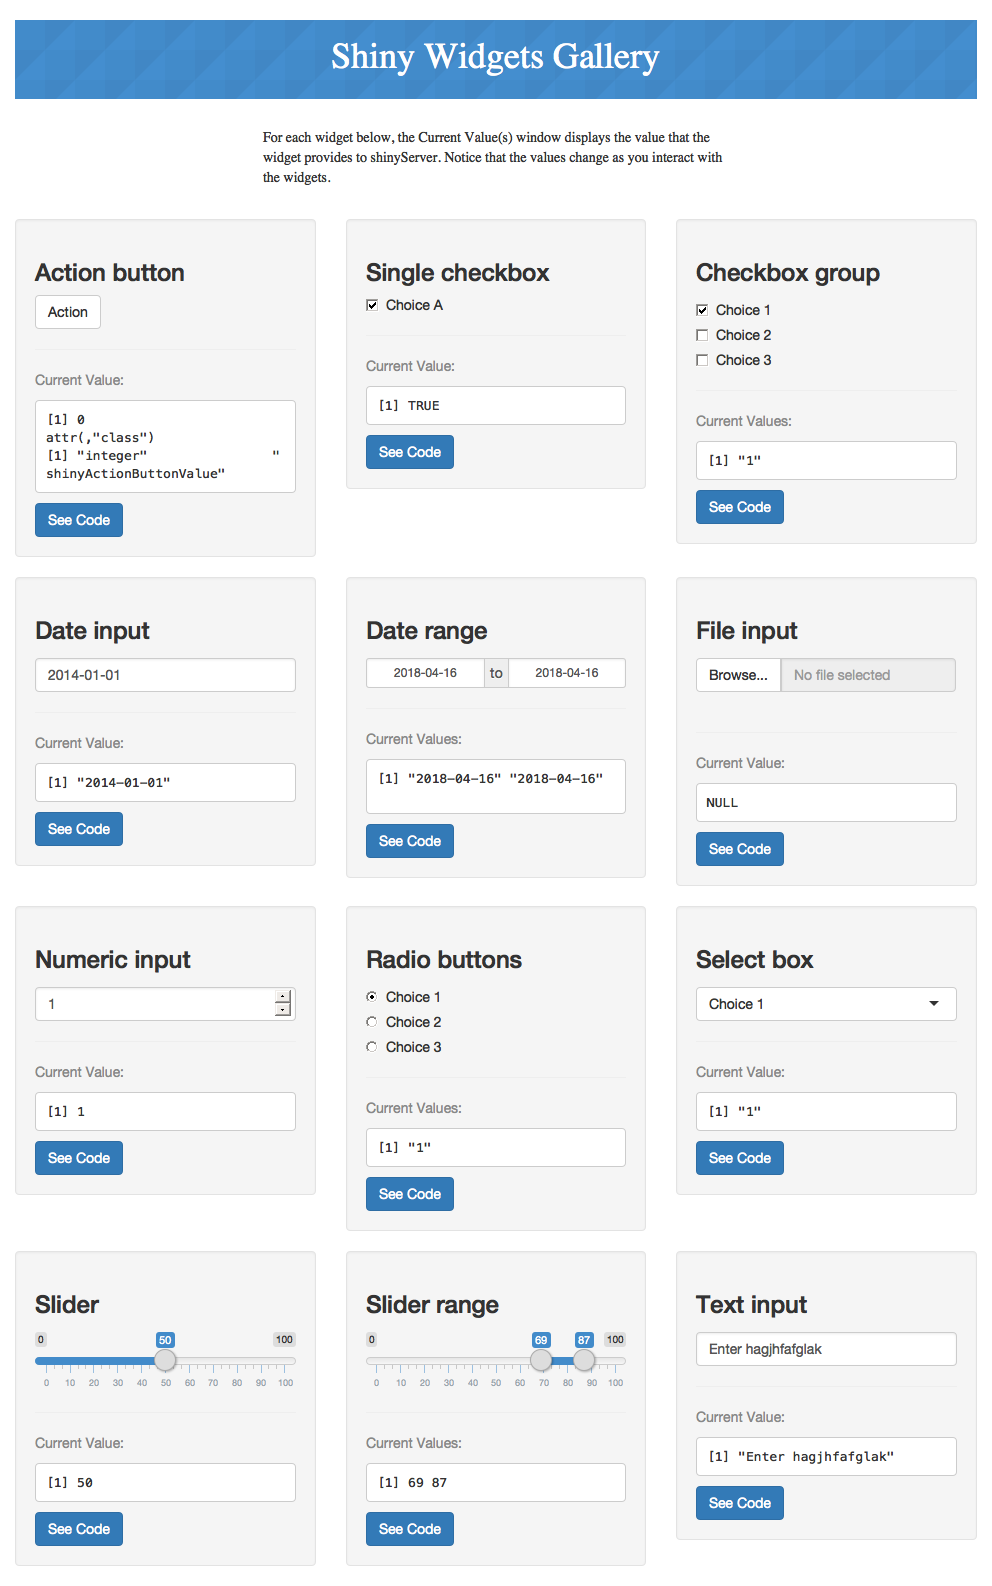 Shiny Widgets Gallery
For each widget below, the Current Value(s) window displays the value that the
widget provides to shinyServer. Notice that the values change as you interact with
the widgets.
Action button
Action
Current Value:
[1] 0
attr(,"class")
[1] "integer" "
shinyActionButtonValue"
See Code
Single checkbox
Choice A
Current Value:
[1] TRUE
See Code
Checkbox group
Choice 1
Choice 2
Choice 3
Current Values:
[1] "1"
See Code
Date input
2014-01-01
Current Value:
[1] "2014-01-01"
See Code
Date range
2018-04-16 to 2018-04-16
Current Values:
[1] "2018-04-16" "2018-04-16"
See Code
File input
Browse... No file selected
Current Value:
NULL
See Code
Numeric input
1
Current Value:
[1] 1
See Code
Radio buttons
Choice 1
Choice 2
Choice 3
Current Values:
[1] "1"
See Code
Select box
Choice 1
Current Value:
[1] "1"
See Code
Slider
0 50 100
0 10 20 30 40 50 60 70 80 90 100
Current Value:
[1] 50
See Code
Slider range
0 69 87 100
0 10 20 30 40 50 60 70 80 90 100
Current Values:
[1] 69 87
See Code
Text input
Enter hagjhfafglak
Current Value:
[1] "Enter hagjhfafglak"
See Code